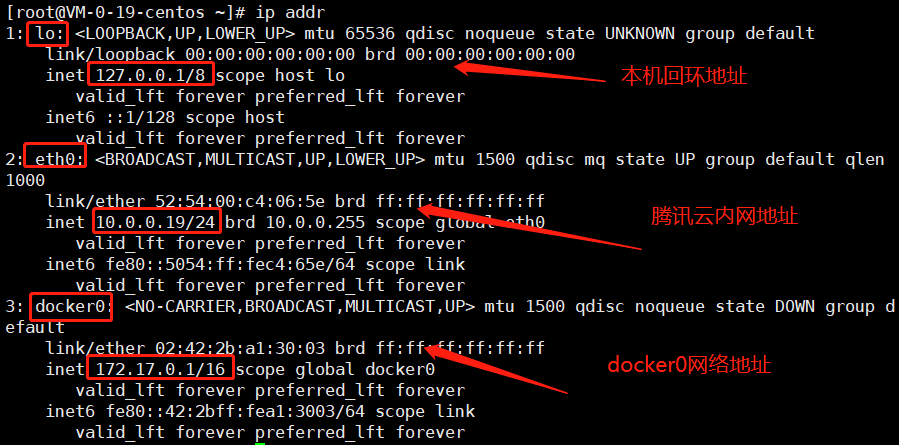 [root@VM-0-19-centos ~]# ip addr
1: lo: <LOOPBACK,UP,LOWER_UP> mtu 65536 qdisc noqueue state UNKNOWN group default
link/loopback 00:00:00:00:00:00 brd 00:00:00:00:00:00
inet 127.0.0.1/8 scope host lo
本机回环地址
valid_lft forever preferred_lft forever
inet6 ::1/128 scope host
valid_lft forever preferred_lft forever
2: eth0: <BROADCAST,MULTICAST,UP,LOWER_UP> mtu 1500 qdisc mq state UP group default qlen
1000
link/ether 52:54:00:c4:06:5e brd ff:ff:ff:ff:ff:ff
inet 10.0.0.19/24 brd 10.0.0.255 scope global eth0
腾讯云内网地址
valid_lft forever preferred_lft forever
inet6 fe80::5054:ff:fec4:65e/64 scope link
valid_lft forever preferred_lft forever
3: docker0: <NO-CARRIER,BROADCAST,MULTICAST,UP> mtu 1500 qdisc noqueue state DOWN group d
efault
link/ether 02:42:2b:a1:30:03 brd ff:ff:ff:ff:ff:ff
inet 172.17.0.1/16 scope global docker0
docker0网络地址
valid_lft forever preferred_lft forever
inet6 fe80::42:2bff:fea1:3003/64 scope link
valid_lft forever preferred_lft forever